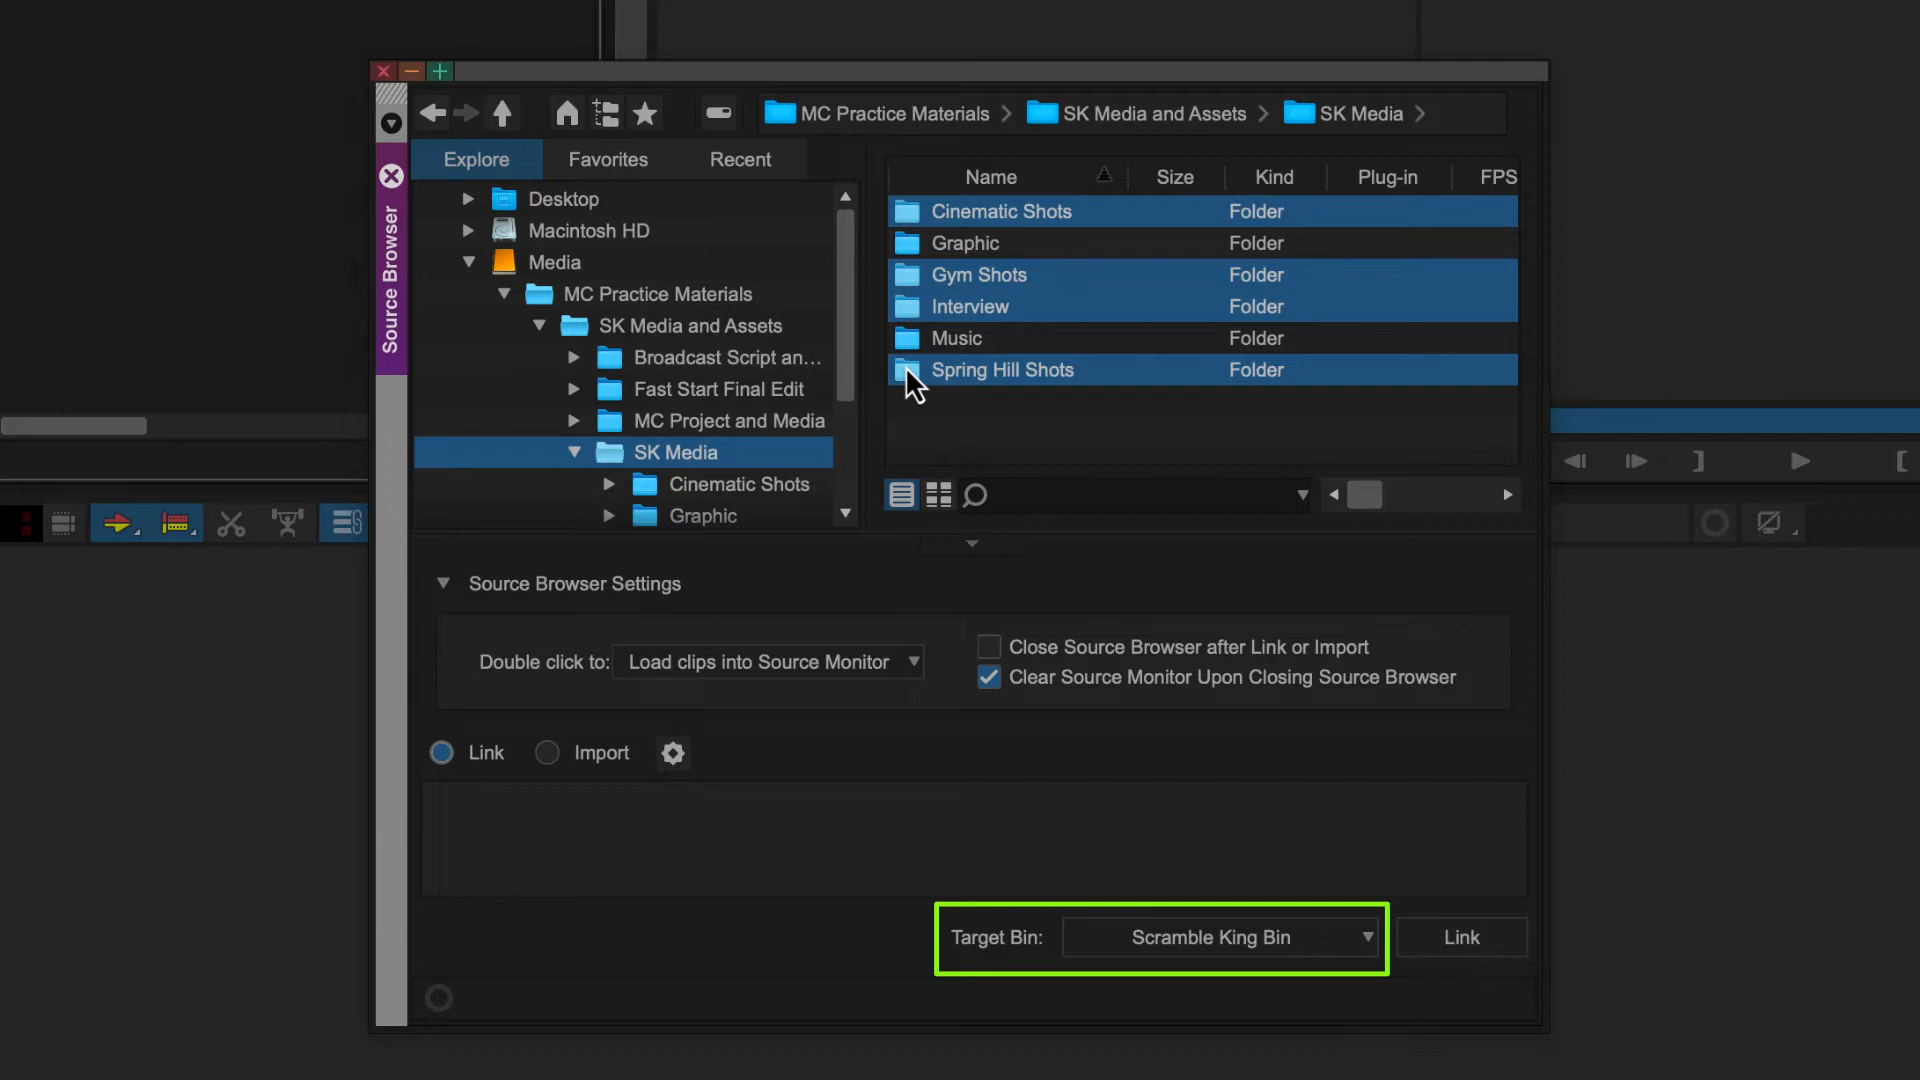 MC Practice Materials
SK Media and Assets
SK Media
Source Browser
Explore
Favorites
Recent
Desktop
Macintosh HD
Media
MC Practice Materials
SK Media and Assets
Broadcast Script an...
Fast Start Final Edit
MC Project and Media
SK Media
Cinematic Shots
Graphic
Name Size Kind Plug-in FPS
Cinematic Shots Folder
Graphic Folder
Gym Shots Folder
Interview Folder
Music Folder
Spring Hill Shots Folder
Source Browser Settings
Double click to: Load clips into Source Monitor
Close Source Browser after Link or Import
Clear Source Monitor Upon Closing Source Browser
Link Import
Target Bin: Scramble King Bin Link